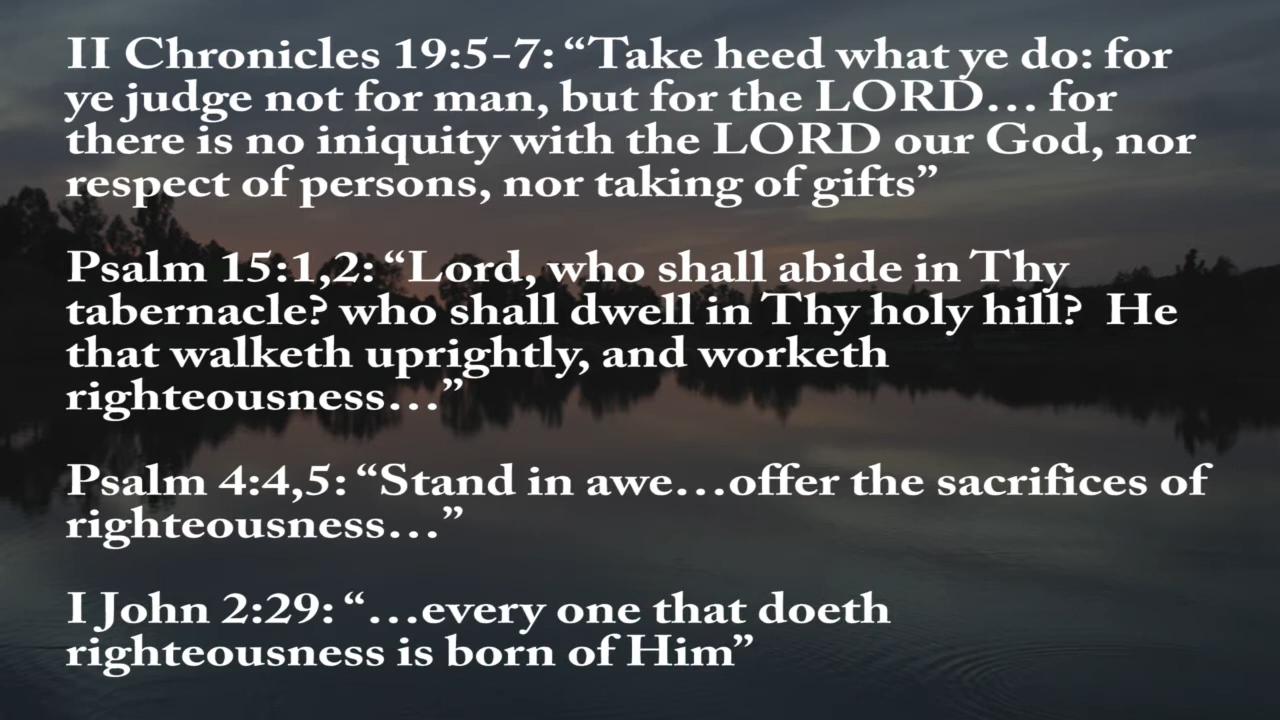 II Chronicles 19:5-7: “Take heed what ye do: for
ye judge not for man, but for the LORD… for
there is no iniquity with the LORD our God, nor
respect of persons, nor taking of gifts”
Psalm 15:1,2: “Lord, who shall abide in Thy
tabernacle? who shall dwell in Thy holy hill?  He
that walketh uprightly, and worketh
righteousness…”
Psalm 4:4,5: “Stand in awe…offer the sacrifices of
righteousness…”
I John 2:29: “…every one that doeth
righteousness is born of Him”